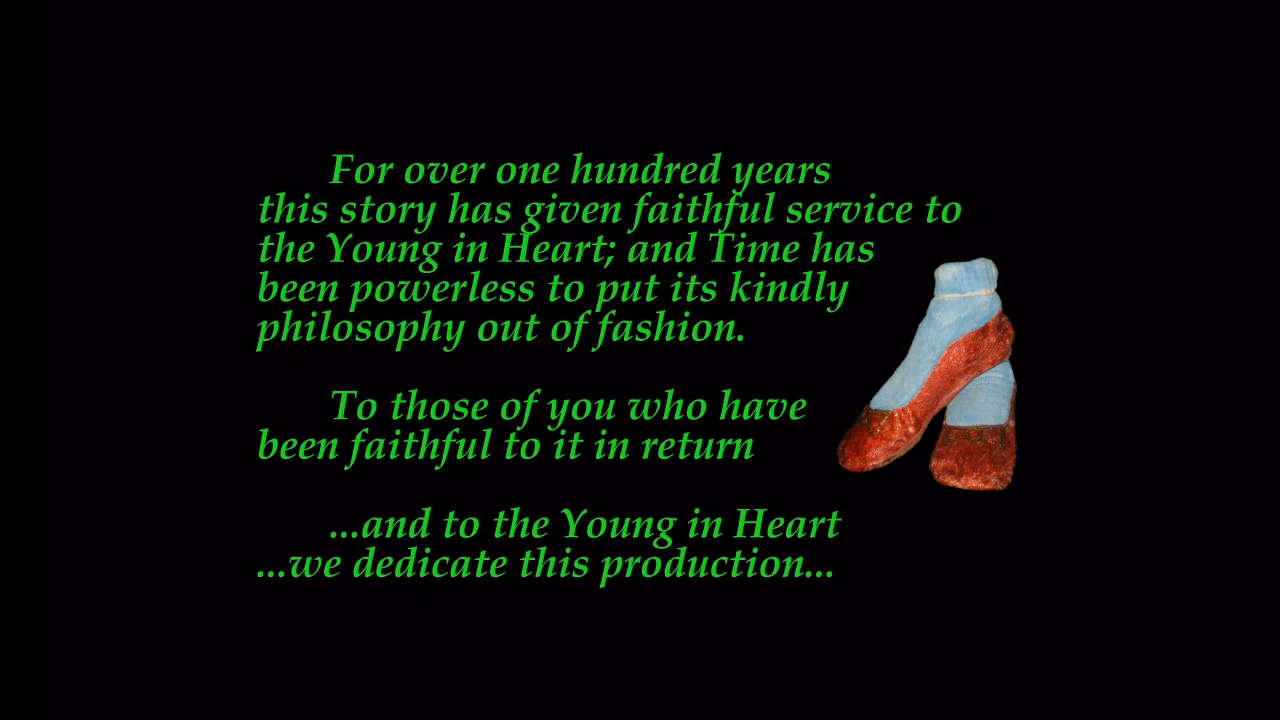 For over one hundred years
this story has given faithful service to
the Young in Heart; and Time has
been powerless to put its kindly
philosophy out of fashion.
To those of you who have
been faithful to it in return
...and to the Young in Heart
...we dedicate this production...